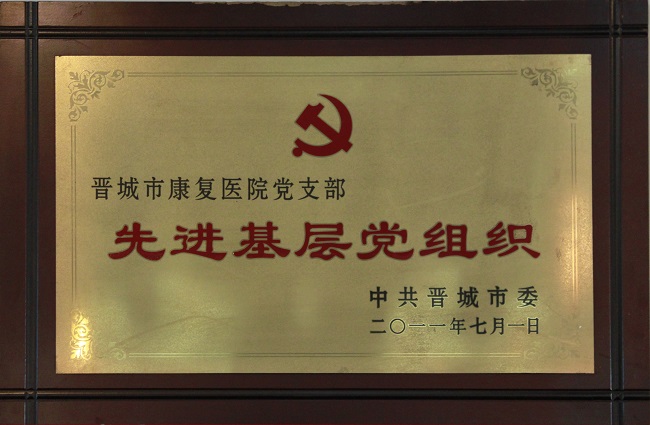 晋城市康复医院党支部
先进基层党组织
中共晋城市委
二〇一一年七月一日